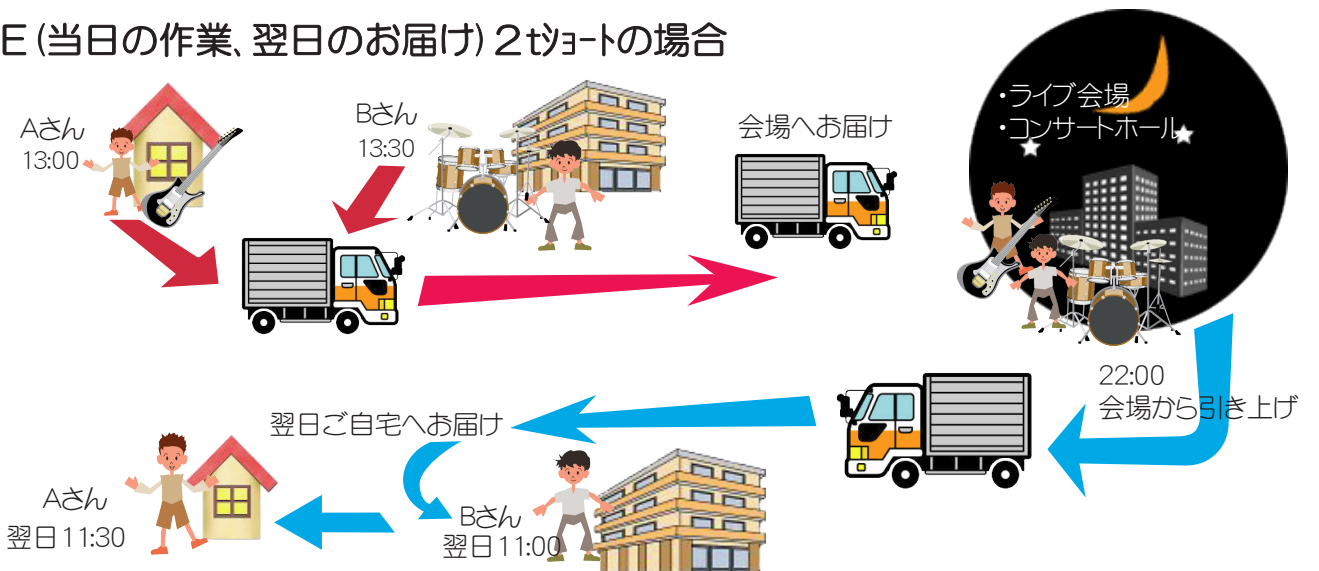 E(当日の作業、翌日のお届け)2tｼｮｰﾄの場合
Aさん
13:00
Bさん
13:30
会場へお届け
・ライブ会場
・コンサートホール
22:00
会場から引き上げ
翌日ご自宅へお届け
Bさん
翌日11:00
Aさん
翌日11:30